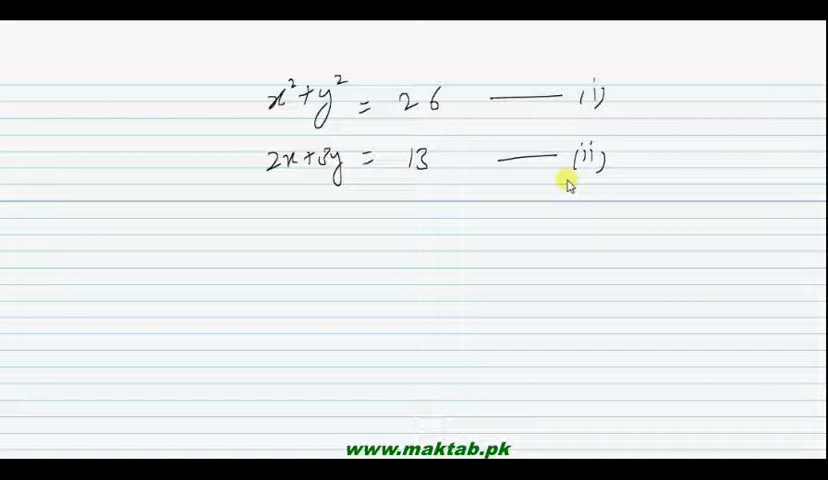 x² + y² = 26 —— (i)
2x + 3y = 13 —— (ii)
www.maktab.pk